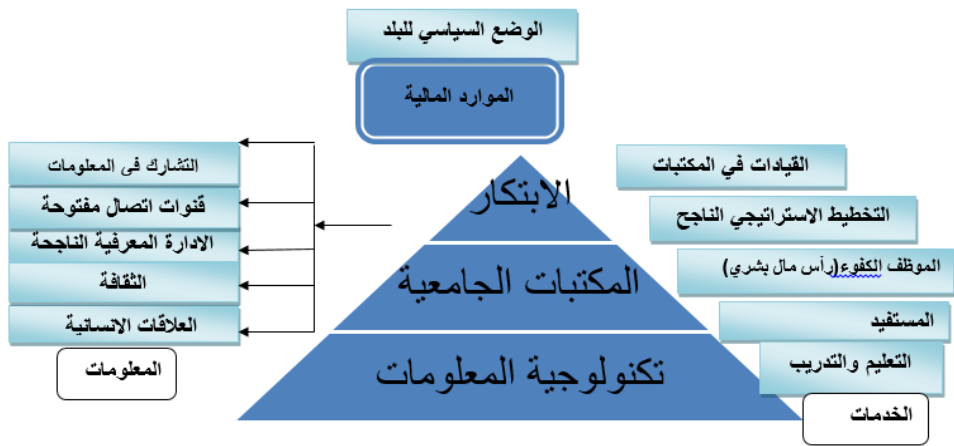 الوضع السياسي للبلد
الموارد المالية
القيادات في المكتبات
التخطيط الاستراتيجي الناجح
الموظف الكفوء(رأس مال بشري)
المستفيد
التعليم والتدريب
الخدمات
الابتكار
المكتبات الجامعية
تكنولوجية المعلومات
التشارك في المعلومات
قنوات اتصال مفتوحة
الادارة المعرفية الناجحة
الثقافة
العلاقات الانسانية
المعلومات